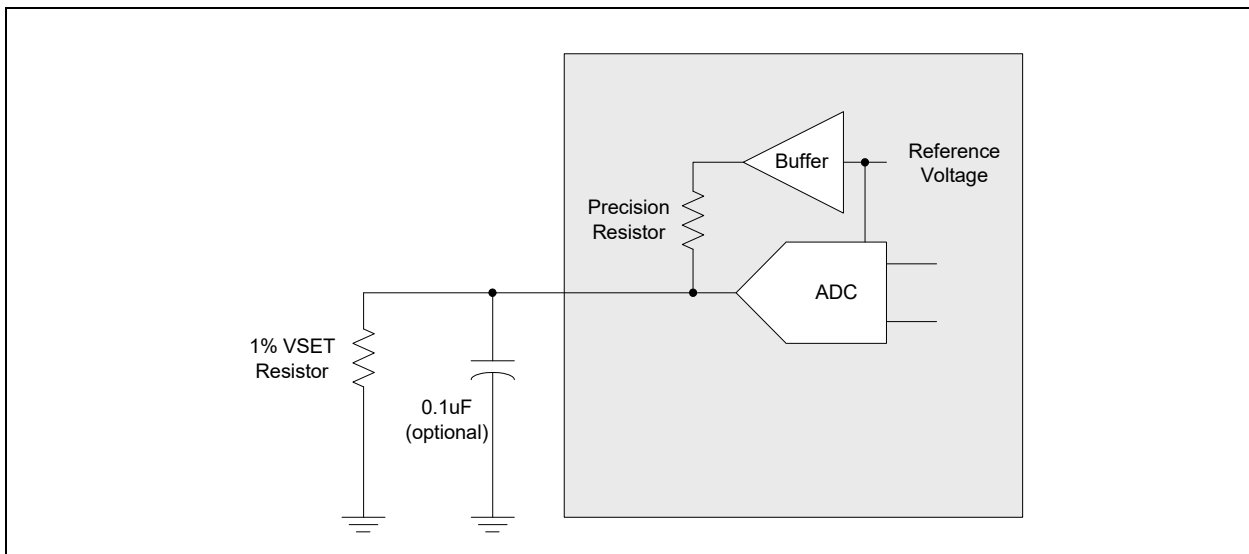 Buffer
Reference
Voltage
Precision
Resistor
ADC
1% VSET
Resistor
0.1uF
(optional)